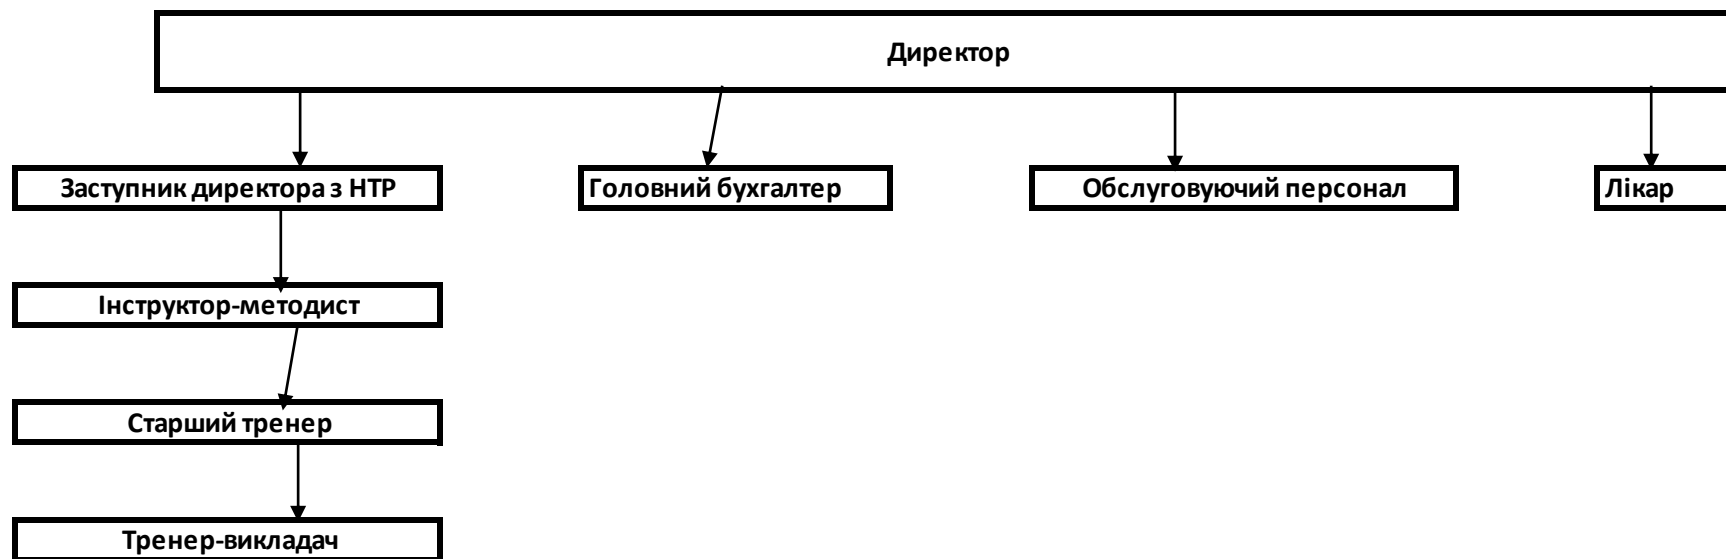 Директор
Заступник директора з НТР
Головний бухгалтер
Обслуговуючий персонал
Лікар
Інструктор-методист
Старший тренер
Тренер-викладач